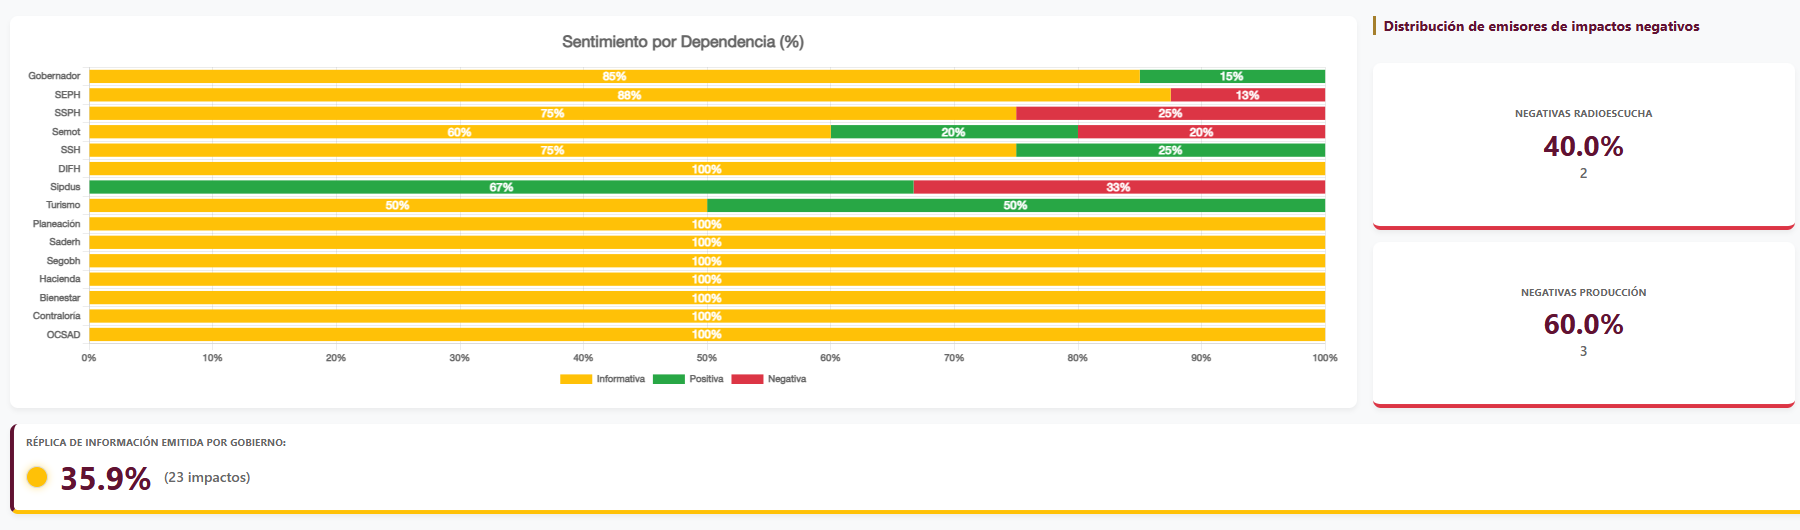 Sentimiento por Dependencia (%)
Gobernador 85% 15%
SEPH 88% 13%
SSPH 75% 25%
Semot 60% 20% 20%
SSH 75% 25%
DIFH 100%
Sipdus 67% 33%
Turismo 50% 50%
Planeación 100%
Saderh 100%
Segobh 100%
Hacienda 100%
Bienestar 100%
Contraloría 100%
OCSAD 100%
0% 10% 20% 30% 40% 50% 60% 70% 80% 90% 100%
Informativa Positiva Negativa
Distribución de emisores de impactos negativos
NEGATIVAS RADIOESCUCHA
40.0%
2
NEGATIVAS PRODUCCIÓN
60.0%
3
RÉPLICA DE INFORMACIÓN EMITIDA POR GOBIERNO:
35.9% (23 impactos)